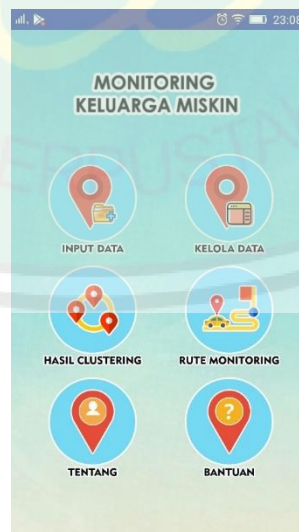 23:08
MONITORING
KELUARGA MISKIN
INPUT DATA
KELOLA DATA
HASIL CLUSTERING
RUTE MONITORING
TENTANG
BANTUAN
?